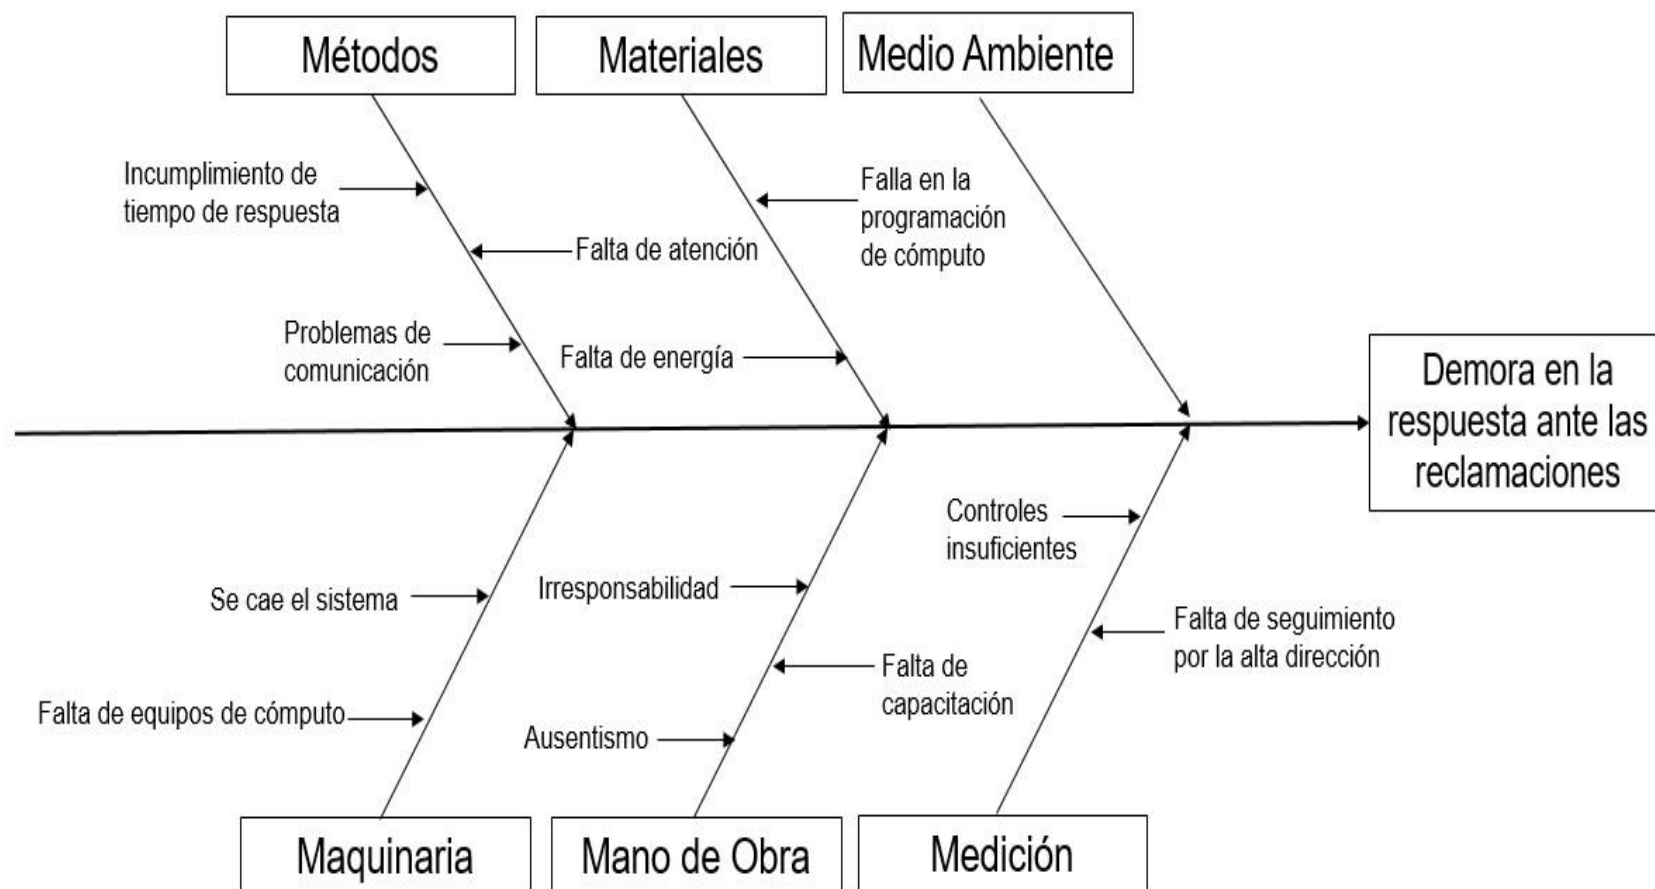 Métodos
Materiales
Medio Ambiente
Incumplimiento de
tiempo de respuesta
Falta de atención
Problemas de
comunicación
Falla en la
programación
de cómputo
Falta de energía
Demora en la
respuesta ante las
reclamaciones
Se cae el sistema
Falta de equipos de cómputo
Irresponsabilidad
Falta de
capacitación
Ausentismo
Controles
insuficientes
Falta de seguimiento
por la alta dirección
Maquinaria
Mano de Obra
Medición